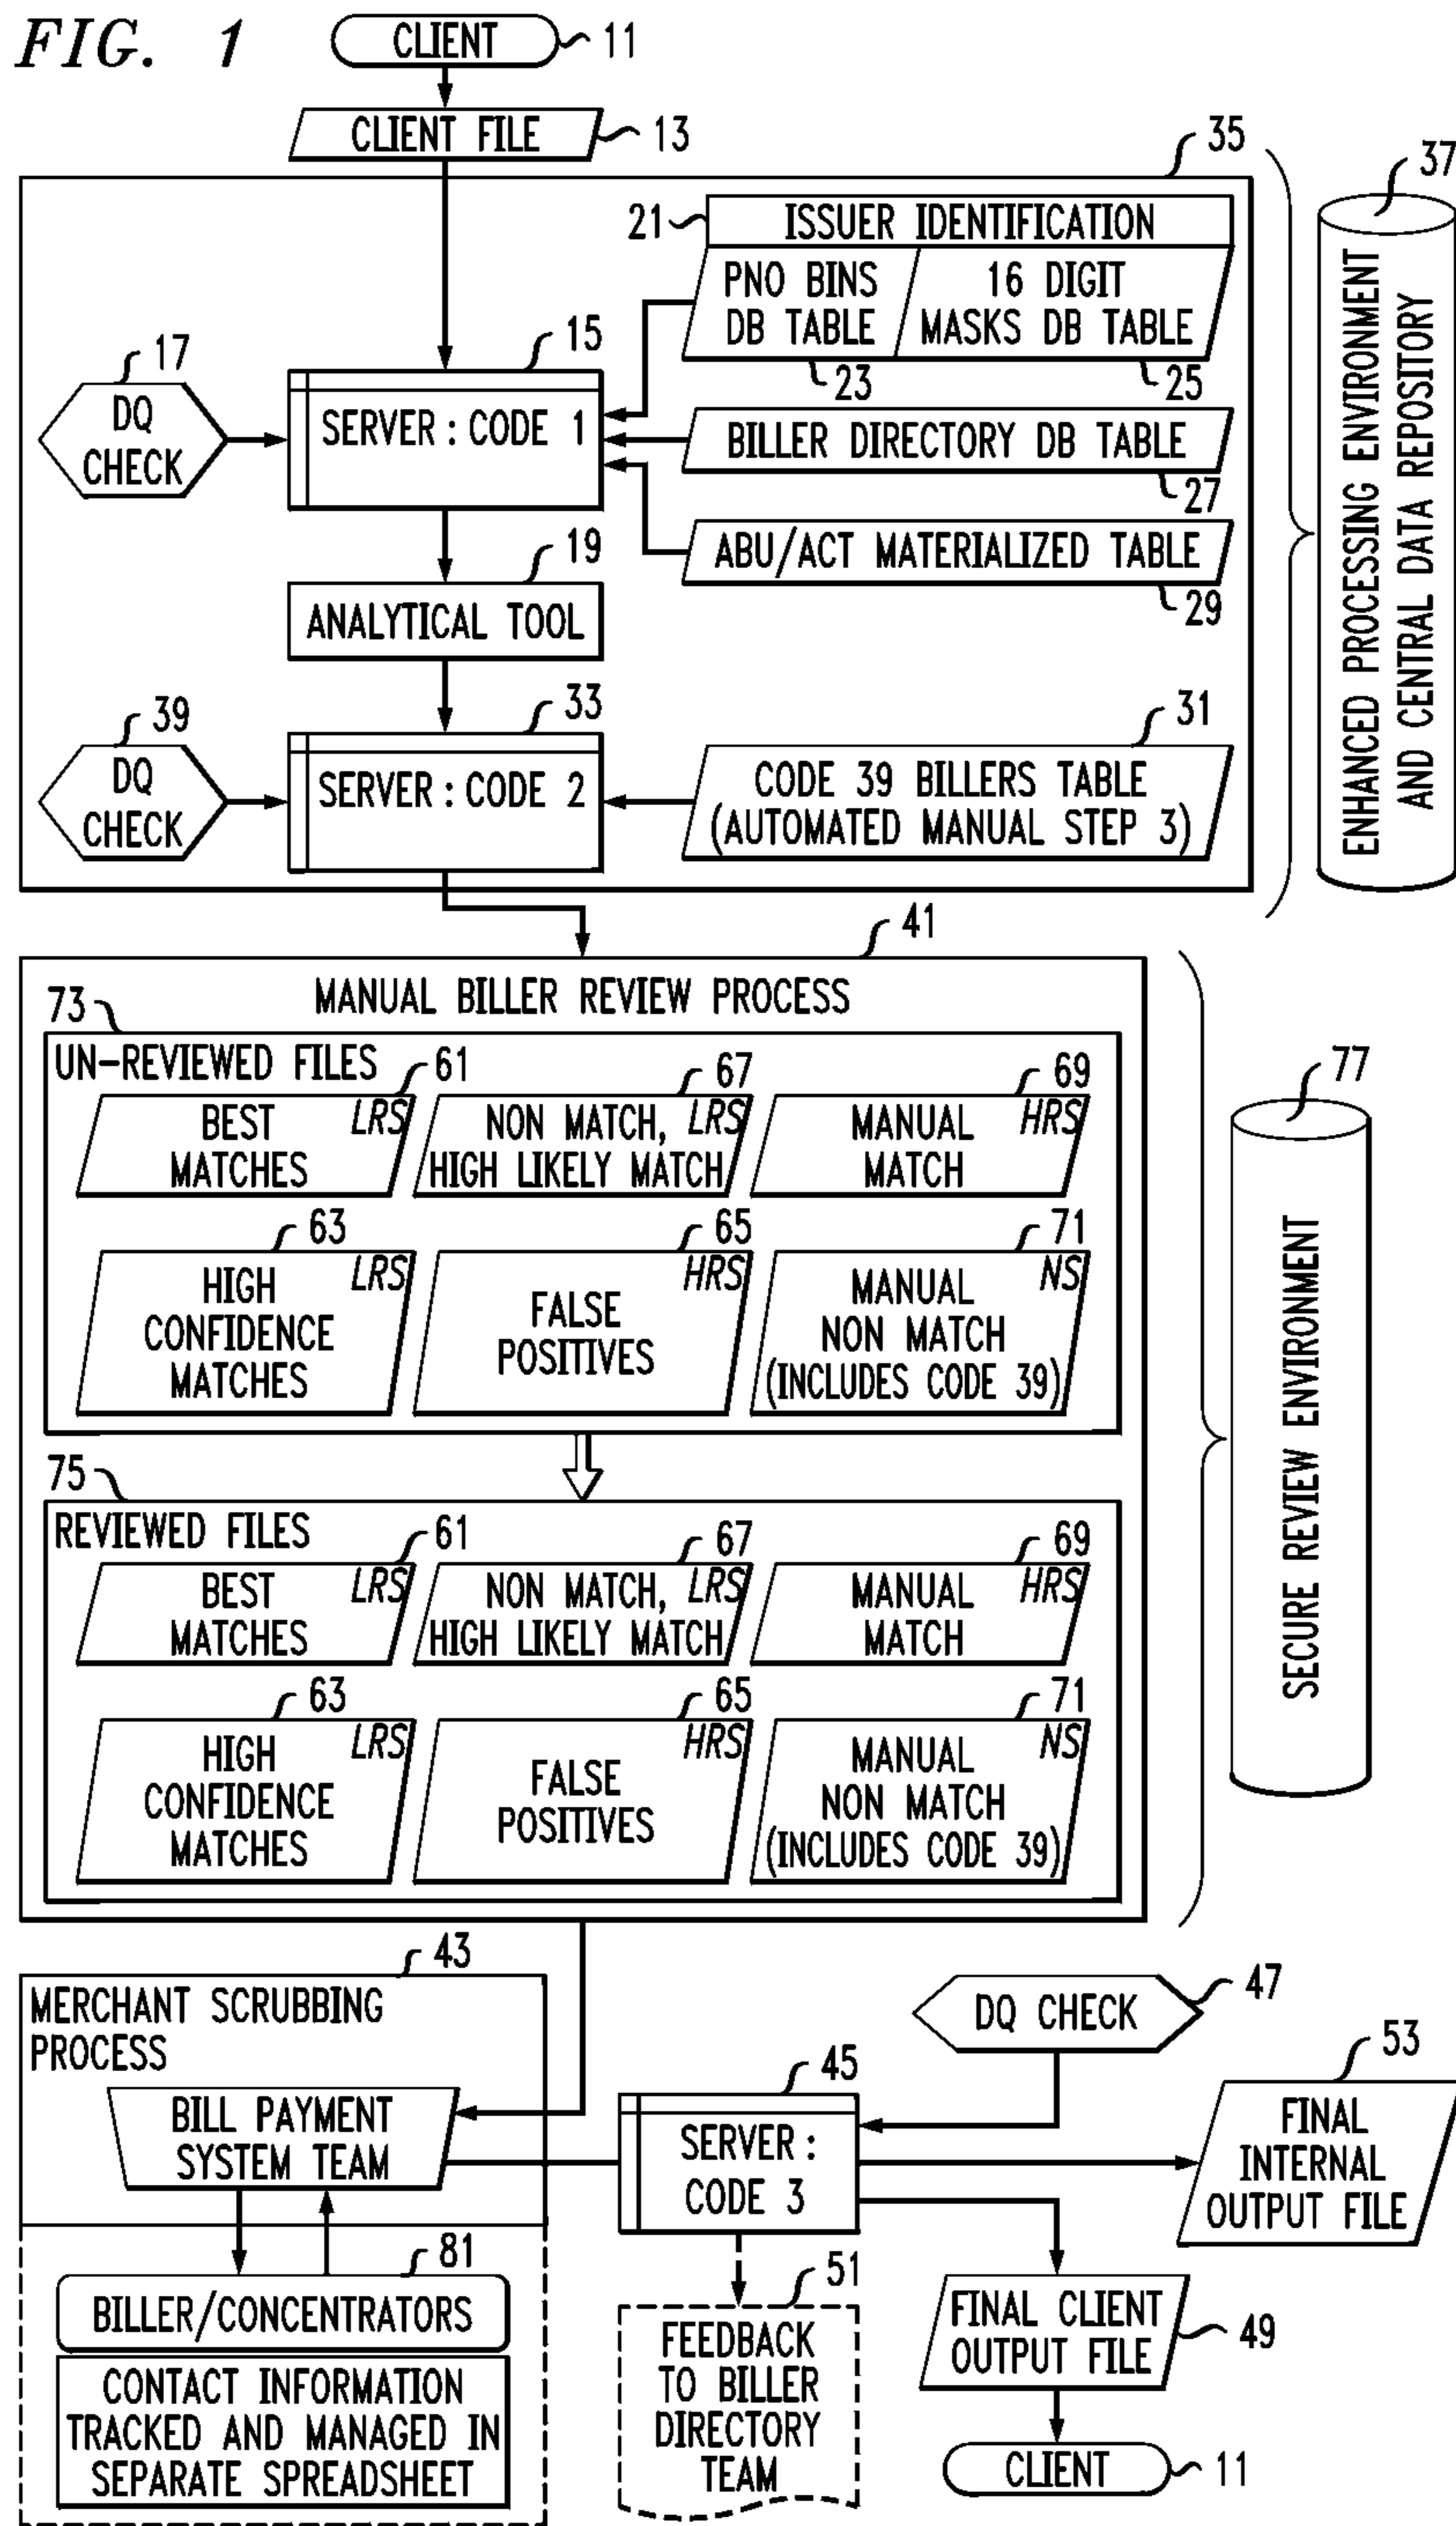 FIG. 1
CLIENT
11
CLIENT FILE
13
35
37
21
ISSUER IDENTIFICATION
PNO BINS
DB TABLE
16 DIGIT
MASKS DB TABLE
23
25
17
DQ
CHECK
15
SERVER : CODE 1
BILLER DIRECTORY DB TABLE
27
ABU/ACT MATERIALIZED TABLE
29
19
ANALYTICAL TOOL
39
DQ
CHECK
33
SERVER : CODE 2
31
CODE 39 BILLERS TABLE
(AUTOMATED MANUAL STEP 3)
ENHANCED PROCESSING ENVIRONMENT
AND CENTRAL DATA REPOSITORY
41
MANUAL BILLER REVIEW PROCESS
73
UN-REVIEWED FILES
61
BEST
MATCHES
LRS
67
NON MATCH,
HIGH LIKELY MATCH
LRS
69
MANUAL
MATCH
HRS
63
HIGH
CONFIDENCE
MATCHES
LRS
65
FALSE
POSITIVES
HRS
71
MANUAL
NON MATCH
(INCLUDES CODE 39)
NS
75
REVIEWED FILES
61
BEST
MATCHES
LRS
67
NON MATCH,
HIGH LIKELY MATCH
LRS
69
MANUAL
MATCH
HRS
63
HIGH
CONFIDENCE
MATCHES
LRS
65
FALSE
POSITIVES
HRS
71
MANUAL
NON MATCH
(INCLUDES CODE 39)
NS
77
SECURE REVIEW ENVIRONMENT
43
MERCHANT SCRUBBING
PROCESS
BILL PAYMENT
SYSTEM TEAM
81
BILLER/CONCENTRATORS
CONTACT INFORMATION
TRACKED AND MANAGED IN
SEPARATE SPREADSHEET
45
SERVER :
CODE 3
DQ CHECK
47
53
FINAL
INTERNAL
OUTPUT FILE
51
FEEDBACK
TO BILLER
DIRECTORY
TEAM
FINAL CLIENT
OUTPUT FILE
49
CLIENT
11